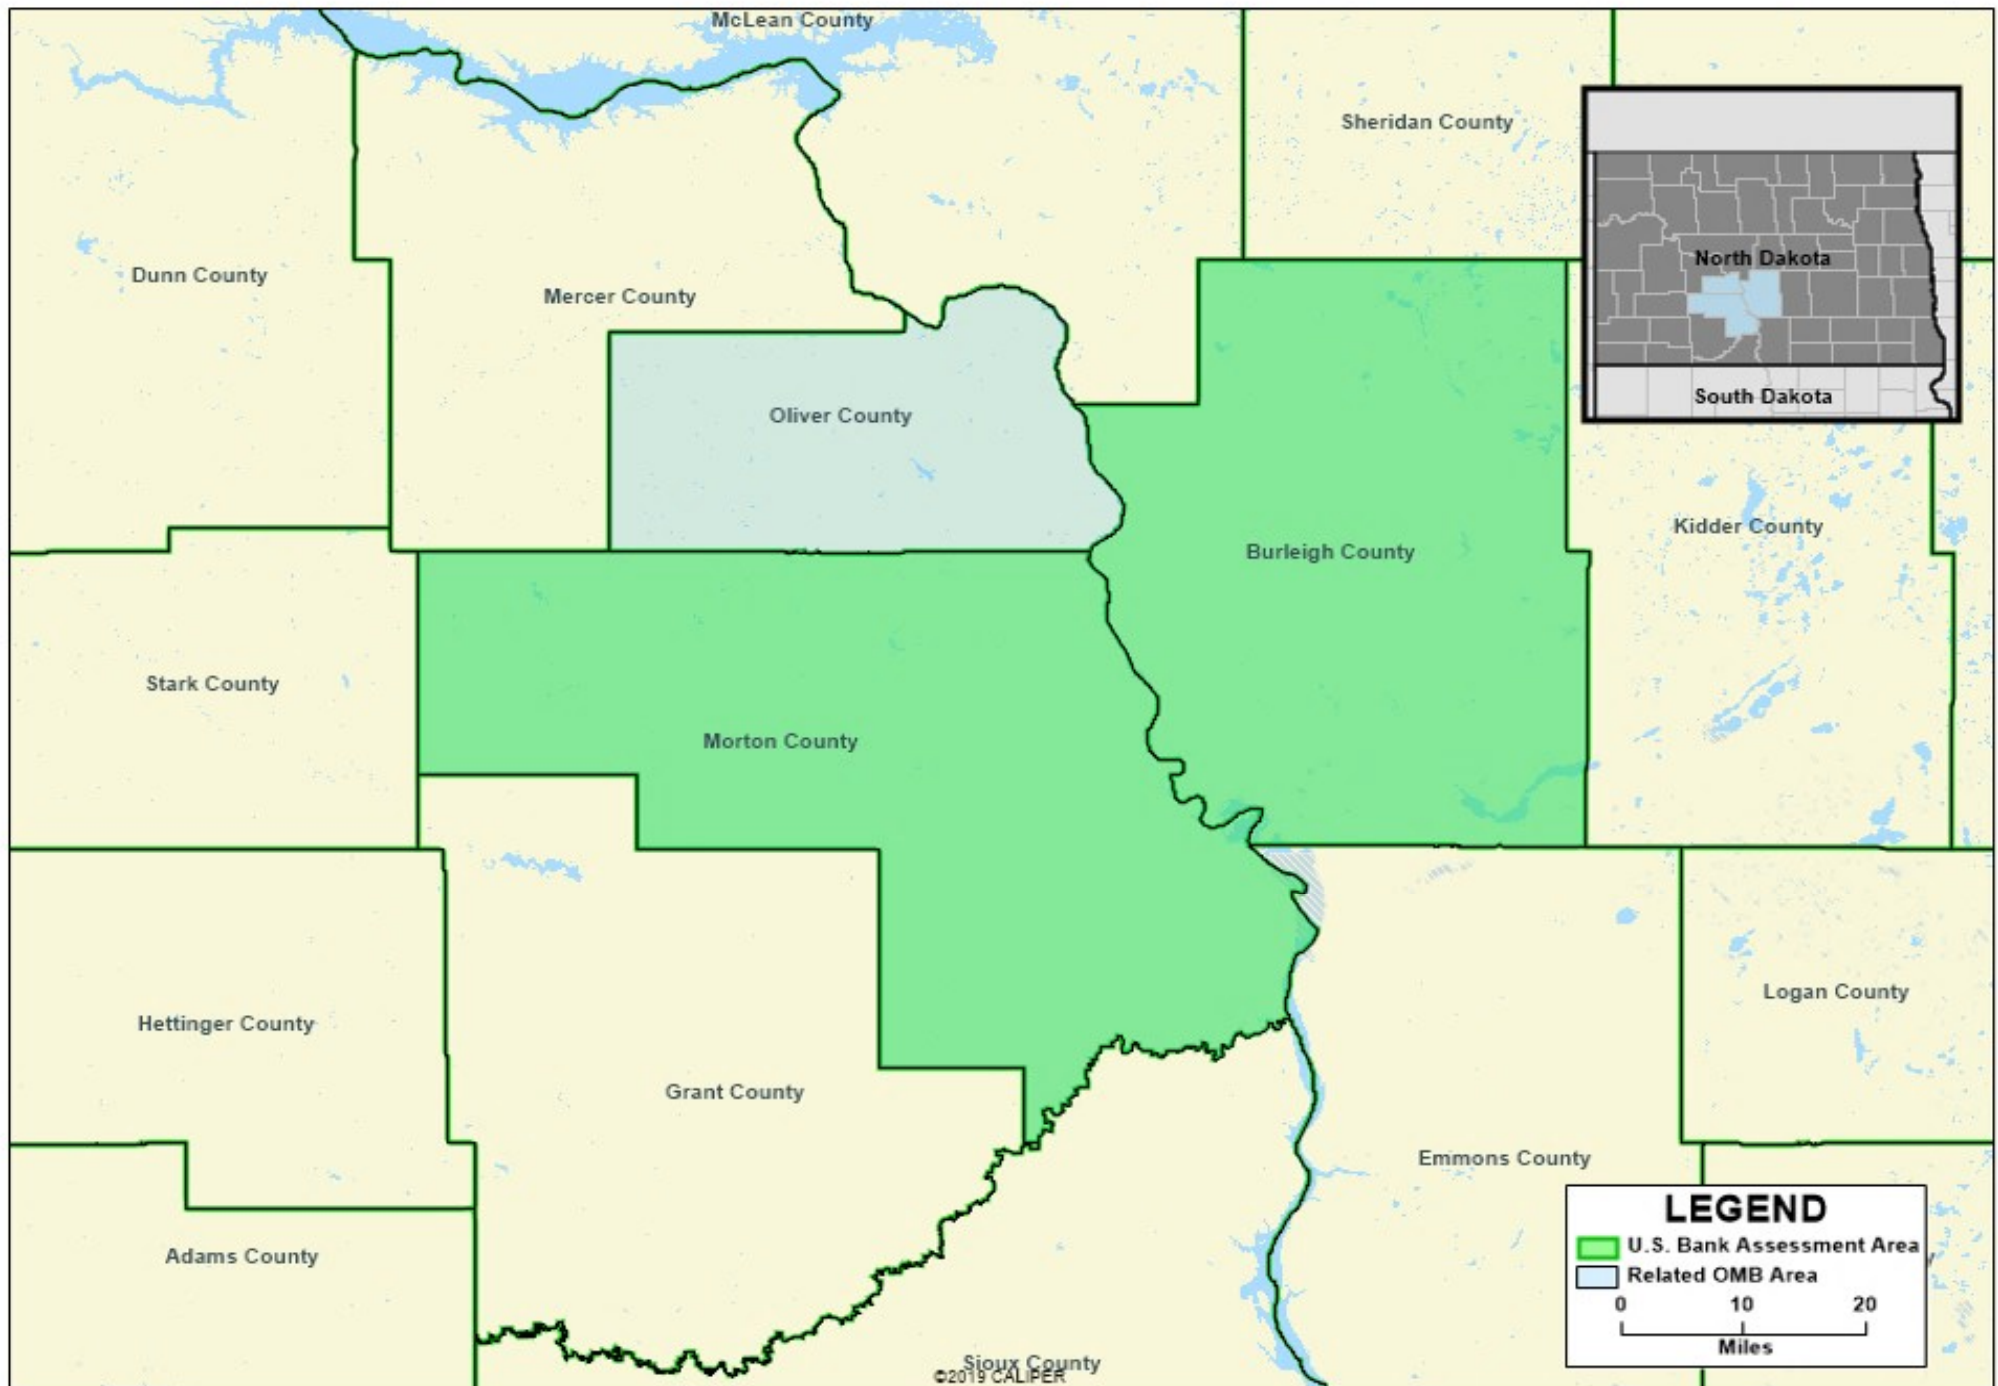 McLean County
Sheridan County
North Dakota
South Dakota
Dunn County
Mercer County
Oliver County
Kidder County
Burleigh County
Stark County
Morton County
Logan County
Hettinger County
Grant County
Emmons County
Adams County
Sioux County
©2019 CALIPER
LEGEND
U.S. Bank Assessment Area
Related OMB Area
0 10 20
Miles